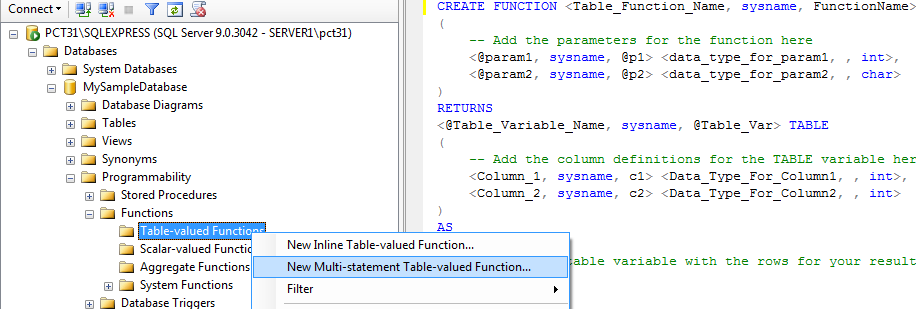 Connect
PCT31\SQLEXPRESS (SQL Server 9.0.3042 - SERVER1\pct31)
Databases
System Databases
MySampleDatabase
Database Diagrams
Tables
Views
Synonyms
Programmability
Stored Procedures
Functions
Table-valued Functions
Scalar-valued Functio
Aggregate Functions
System Functions
Database Triggers
New Inline Table-valued Function...
New Multi-statement Table-valued Function...
Filter
CREATE FUNCTION <Table_Function_Name, sysname, FunctionName>
(
-- Add the parameters for the function here
<@param1, sysname, @p1> <data_type_for_param1, , int>,
<@param2, sysname, @p2> <data_type_for_param2, , char>
)
RETURNS
<@Table_Variable_Name, sysname, @Table_Var> TABLE
(
-- Add the column definitions for the TABLE variable her
<Column_1, sysname, c1> <Data_Type_For_Column1, , int>,
<Column_2, sysname, c2> <Data_Type_For_Column2, , int>
)
AS
table variable with the rows for your result